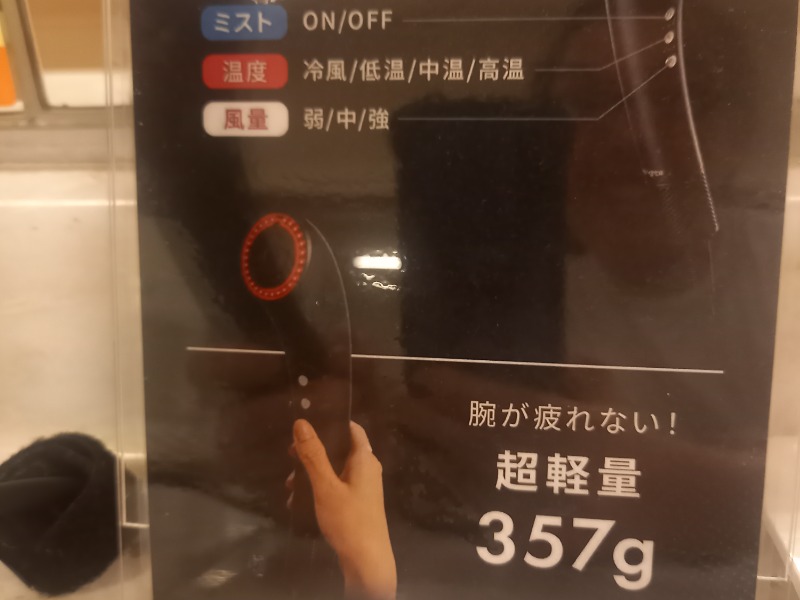 ミスト ON/OFF
温度 冷風/低温/中温/高温
風量 弱/中/強
腕が疲れない!
超軽量
357g